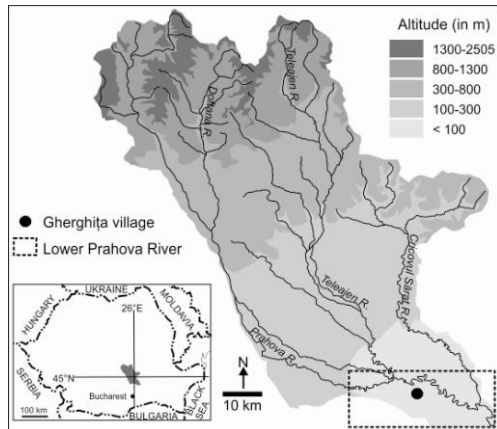 Altitude (in m)
1300-2505
800-1300
300-800
100-300
< 100
Teleajen R.
Doftana R.
Gherghița village
Lower Prahova River
Cricovul Sărat R.
Teleajen R.
Prahova R.
N
10 km
UKRAINE
HUNGARY
MOLDAVIA
26°E
45°N
SERBIA
Bucharest
BLACK SEA
BULGARIA
100 km